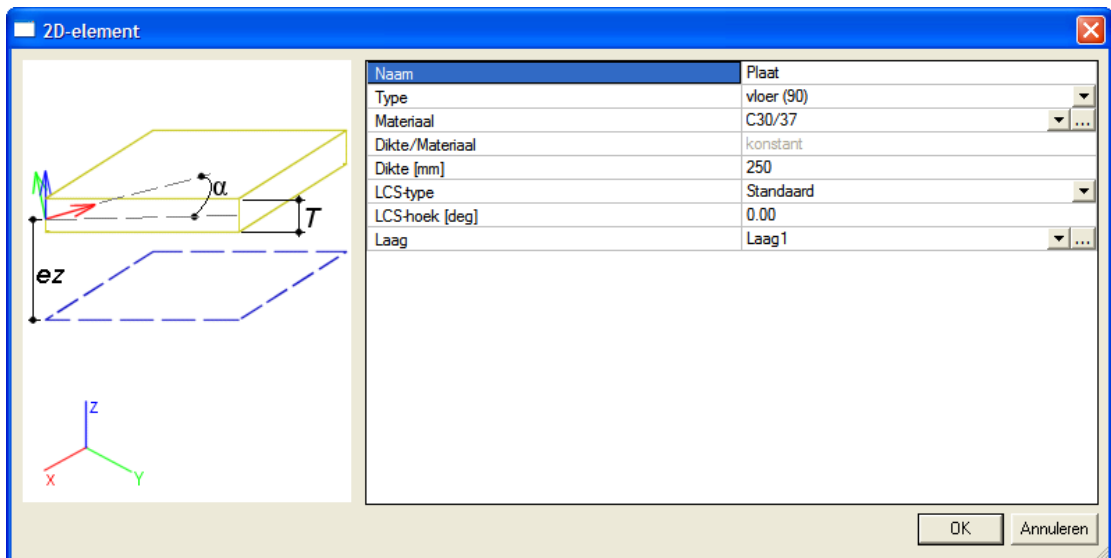 2D-element
Naam Plaat
Type vloer (90)
Materiaal C30/37 ...
Dikte/Materiaal konstant
Dikte [mm] 250
LCS-type Standaard
LCS-hoek [deg] 0.00
Laag Laag1 ...
α
T
ez
Z
X Y
OK Annuleren